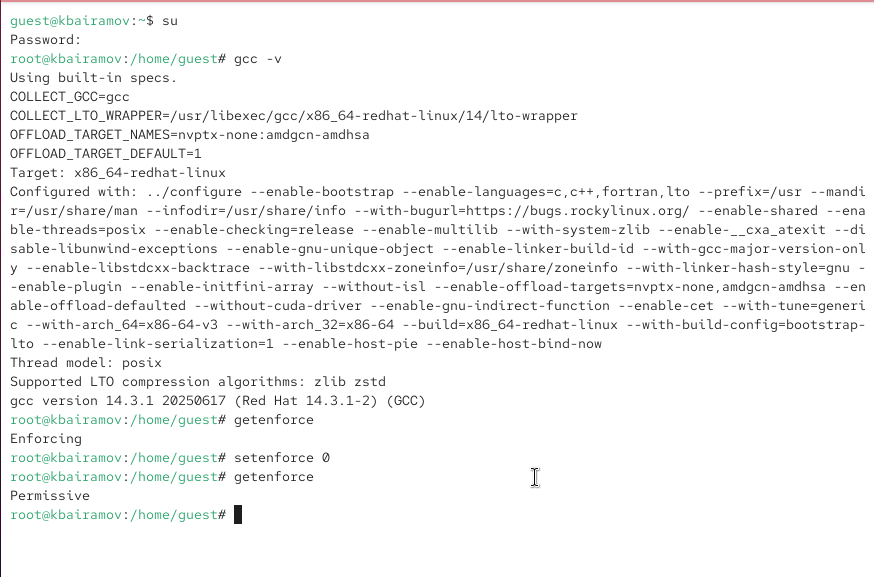 guest@kbairamov:~$ su
Password:
root@kbairamov:/home/guest# gcc -v
Using built-in specs.
COLLECT_GCC=gcc
COLLECT_LTO_WRAPPER=/usr/libexec/gcc/x86_64-redhat-linux/14/lto-wrapper
OFFLOAD_TARGET_NAMES=nvptx-none:amdgcn-amdhsa
OFFLOAD_TARGET_DEFAULT=1
Target: x86_64-redhat-linux
Configured with: ../configure --enable-bootstrap --enable-languages=c,c++,fortran,lto --prefix=/usr --mandi
r=/usr/share/man --infodir=/usr/share/info --with-bugurl=https://bugs.rockylinux.org/ --enable-shared --ena
ble-threads=posix --enable-checking=release --enable-multilib --with-system-zlib --enable-__cxa_atexit --di
sable-libunwind-exceptions --enable-gnu-unique-object --enable-linker-build-id --with-gcc-major-version-onl
y --enable-libstdcxx-backtrace --with-libstdcxx-zoneinfo=/usr/share/zoneinfo --with-linker-hash-style=gnu -
-enable-plugin --enable-initfini-array --without-isl --enable-offload-targets=nvptx-none,amdgcn-amdhsa --en
able-offload-defaulted --without-cuda-driver --enable-gnu-indirect-function --enable-cet --with-tune=generi
c --with-arch_64=x86-64-v3 --with-arch_32=x86-64 --build=x86_64-redhat-linux --with-build-config=bootstrap-
lto --enable-link-serialization=1 --enable-host-pie --enable-host-bind-now
Thread model: posix
Supported LTO compression algorithms: zlib zstd
gcc version 14.3.1 20250617 (Red Hat 14.3.1-2) (GCC)
root@kbairamov:/home/guest# getenforce
Enforcing
root@kbairamov:/home/guest# setenforce 0
root@kbairamov:/home/guest# getenforce
Permissive
root@kbairamov:/home/guest#